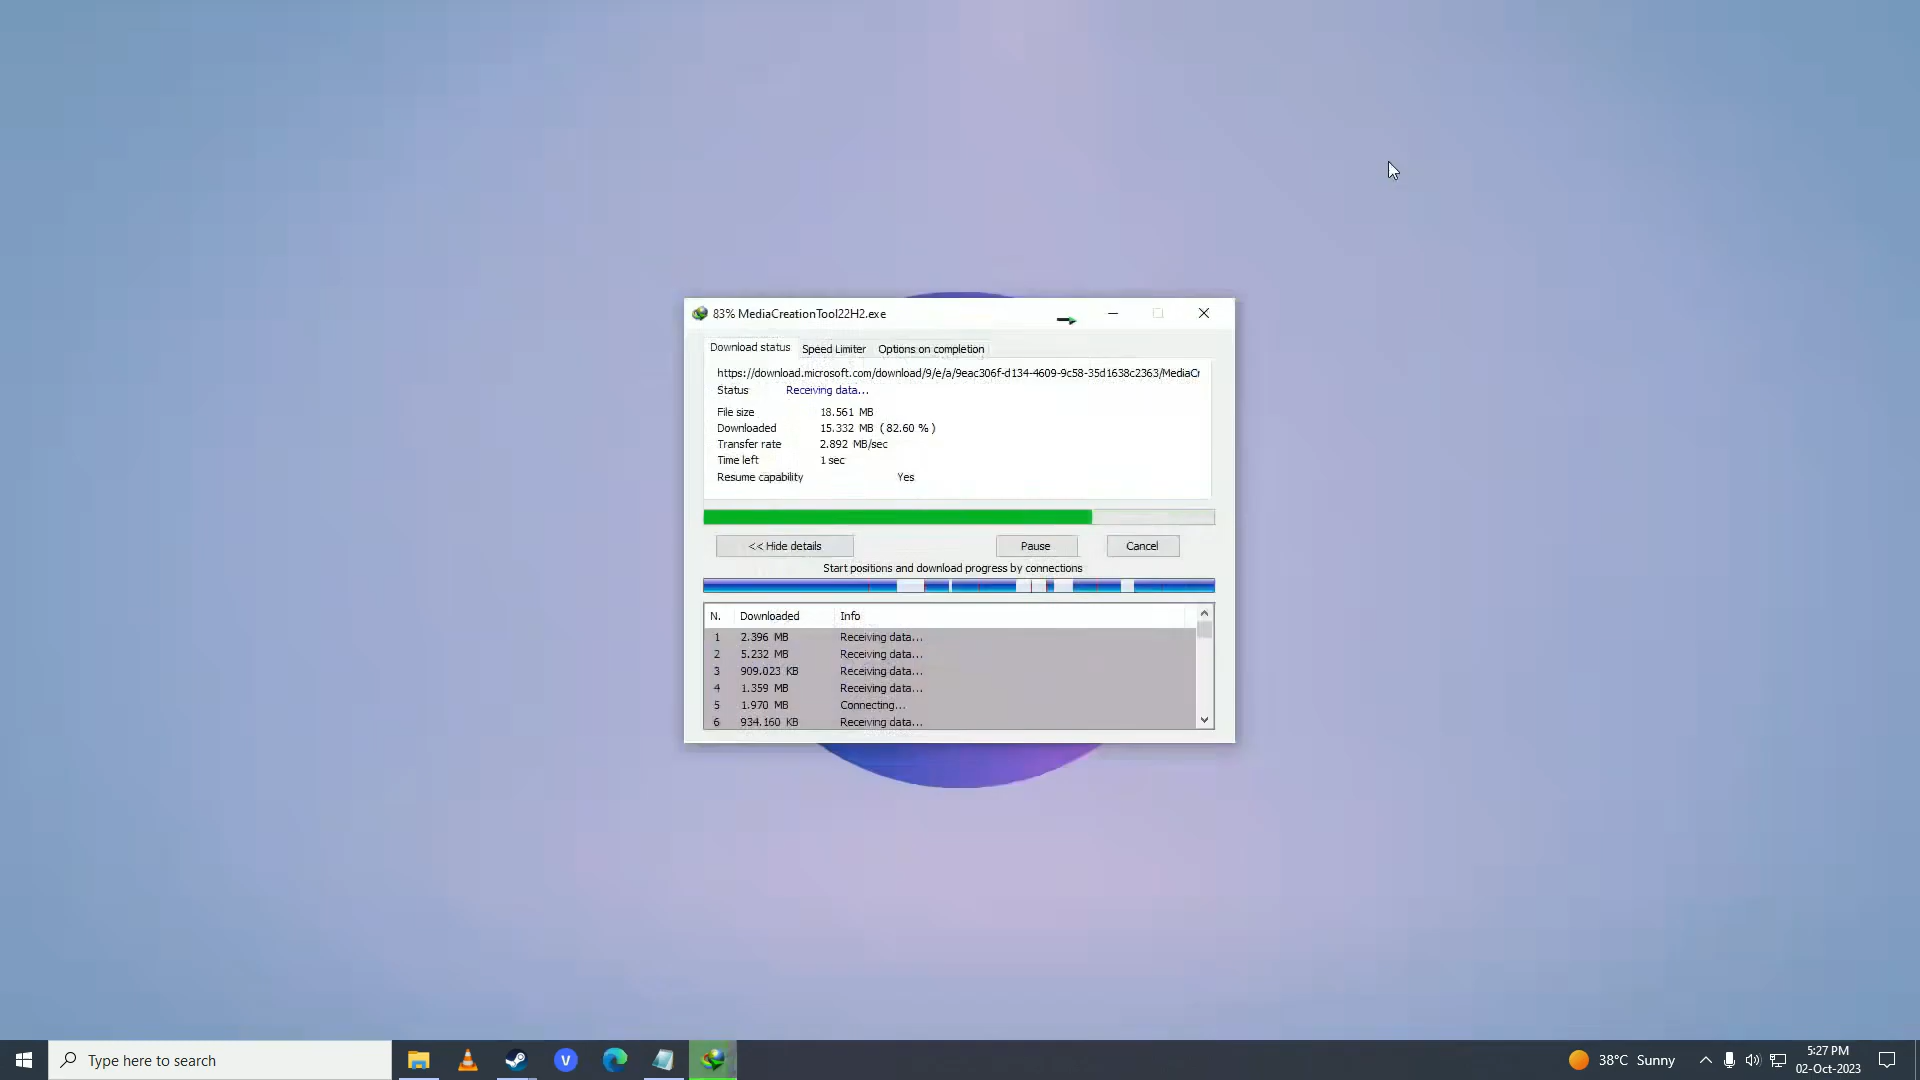 83% MediaCreationTool22H2.exe
Download status Speed Limiter Options on completion
https://download.microsoft.com/download/9/e/a/9eac306f-d134-4609-9c58-35d1638c2363/MediaCr
Status Receiving data...
File size 18.561 MB
Downloaded 15.332 MB ( 82.60 % )
Transfer rate 2.892 MB/sec
Time left 1 sec
Resume capability Yes
<< Hide details Pause Cancel
Start positions and download progress by connections
N. Downloaded Info
1 2.396 MB Receiving data...
2 5.232 MB Receiving data...
3 909.023 KB Receiving data...
4 1.359 MB Receiving data...
5 1.970 MB Connecting...
6 934.160 KB Receiving data...
Type here to search V 38°C Sunny 5:27 PM
02-Oct-2023